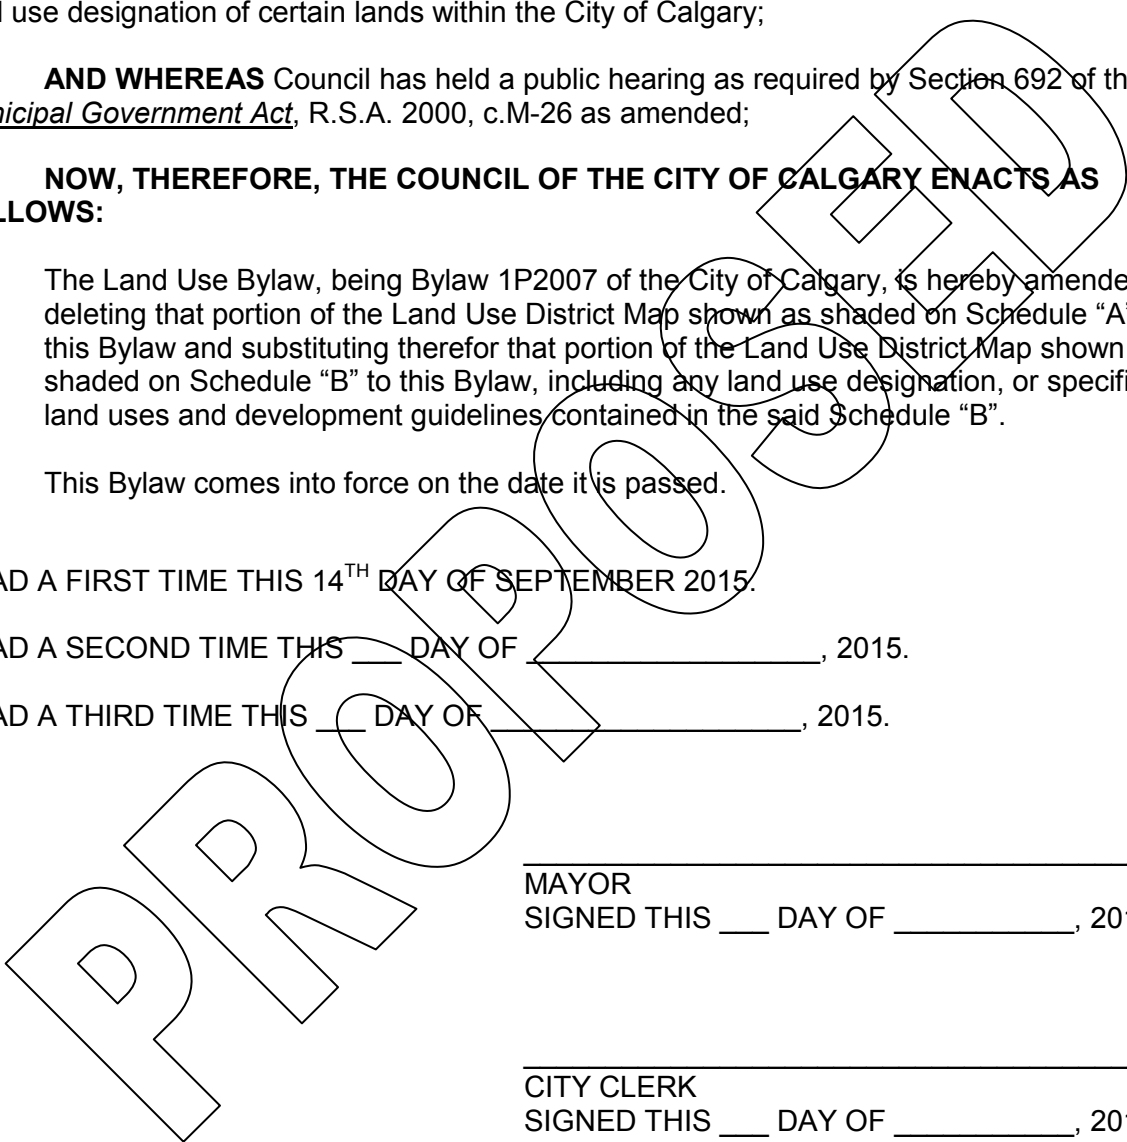 use designation of certain lands within the City of Calgary;
AND WHEREAS Council has held a public hearing as required by Section 692 of th
nicipal Government Act, R.S.A. 2000, c.M-26 as amended;
NOW, THEREFORE, THE COUNCIL OF THE CITY OF CALGARY ENACTS AS
LLOWS:
The Land Use Bylaw, being Bylaw 1P2007 of the City of Calgary, is hereby amende
deleting that portion of the Land Use District Map shown as shaded on Schedule “A”
this Bylaw and substituting therefor that portion of the Land Use District Map shown
shaded on Schedule “B” to this Bylaw, including any land use designation, or specifi
land uses and development guidelines contained in the said Schedule “B”.
This Bylaw comes into force on the date it is passed.
AD A FIRST TIME THIS 14TH DAY OF SEPTEMBER 2015.
AD A SECOND TIME THIS ___ DAY OF __________________, 2015.
AD A THIRD TIME THIS ___ DAY OF ___________________, 2015.
MAYOR
SIGNED THIS ___ DAY OF ___________, 201
CITY CLERK
SIGNED THIS ___ DAY OF ___________, 201
PROPOSED